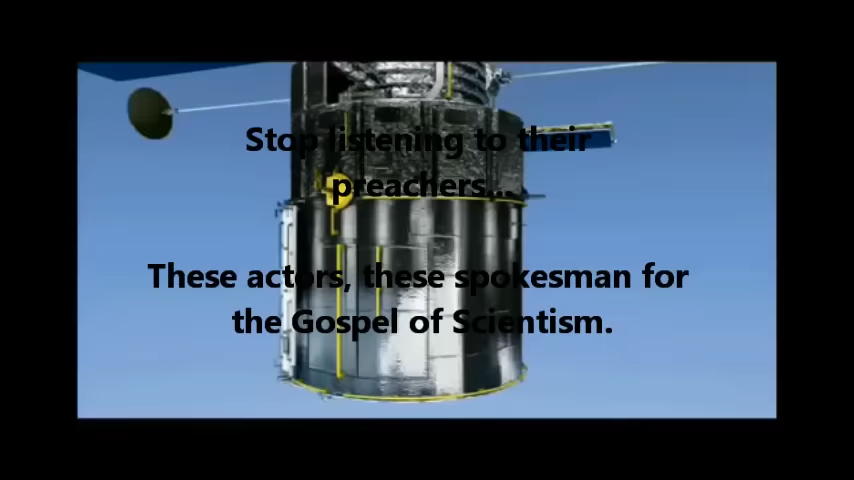 Stop listening to their
preachers...
These actors, these spokesman for
the Gospel of Scientism.